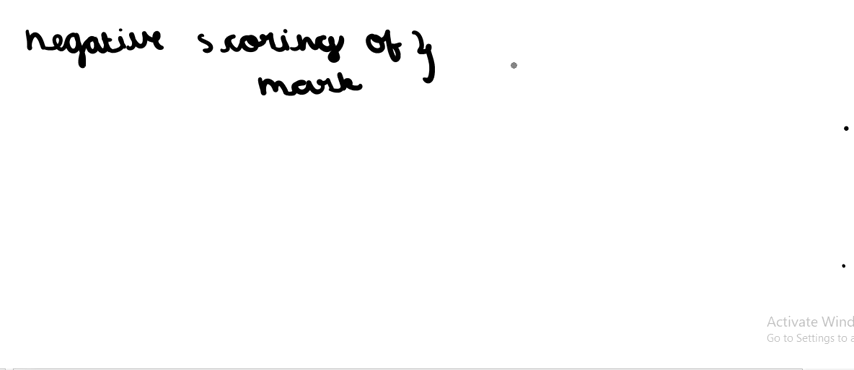 negative scoring of }
mark
Activate Wind
Go to Settings to a